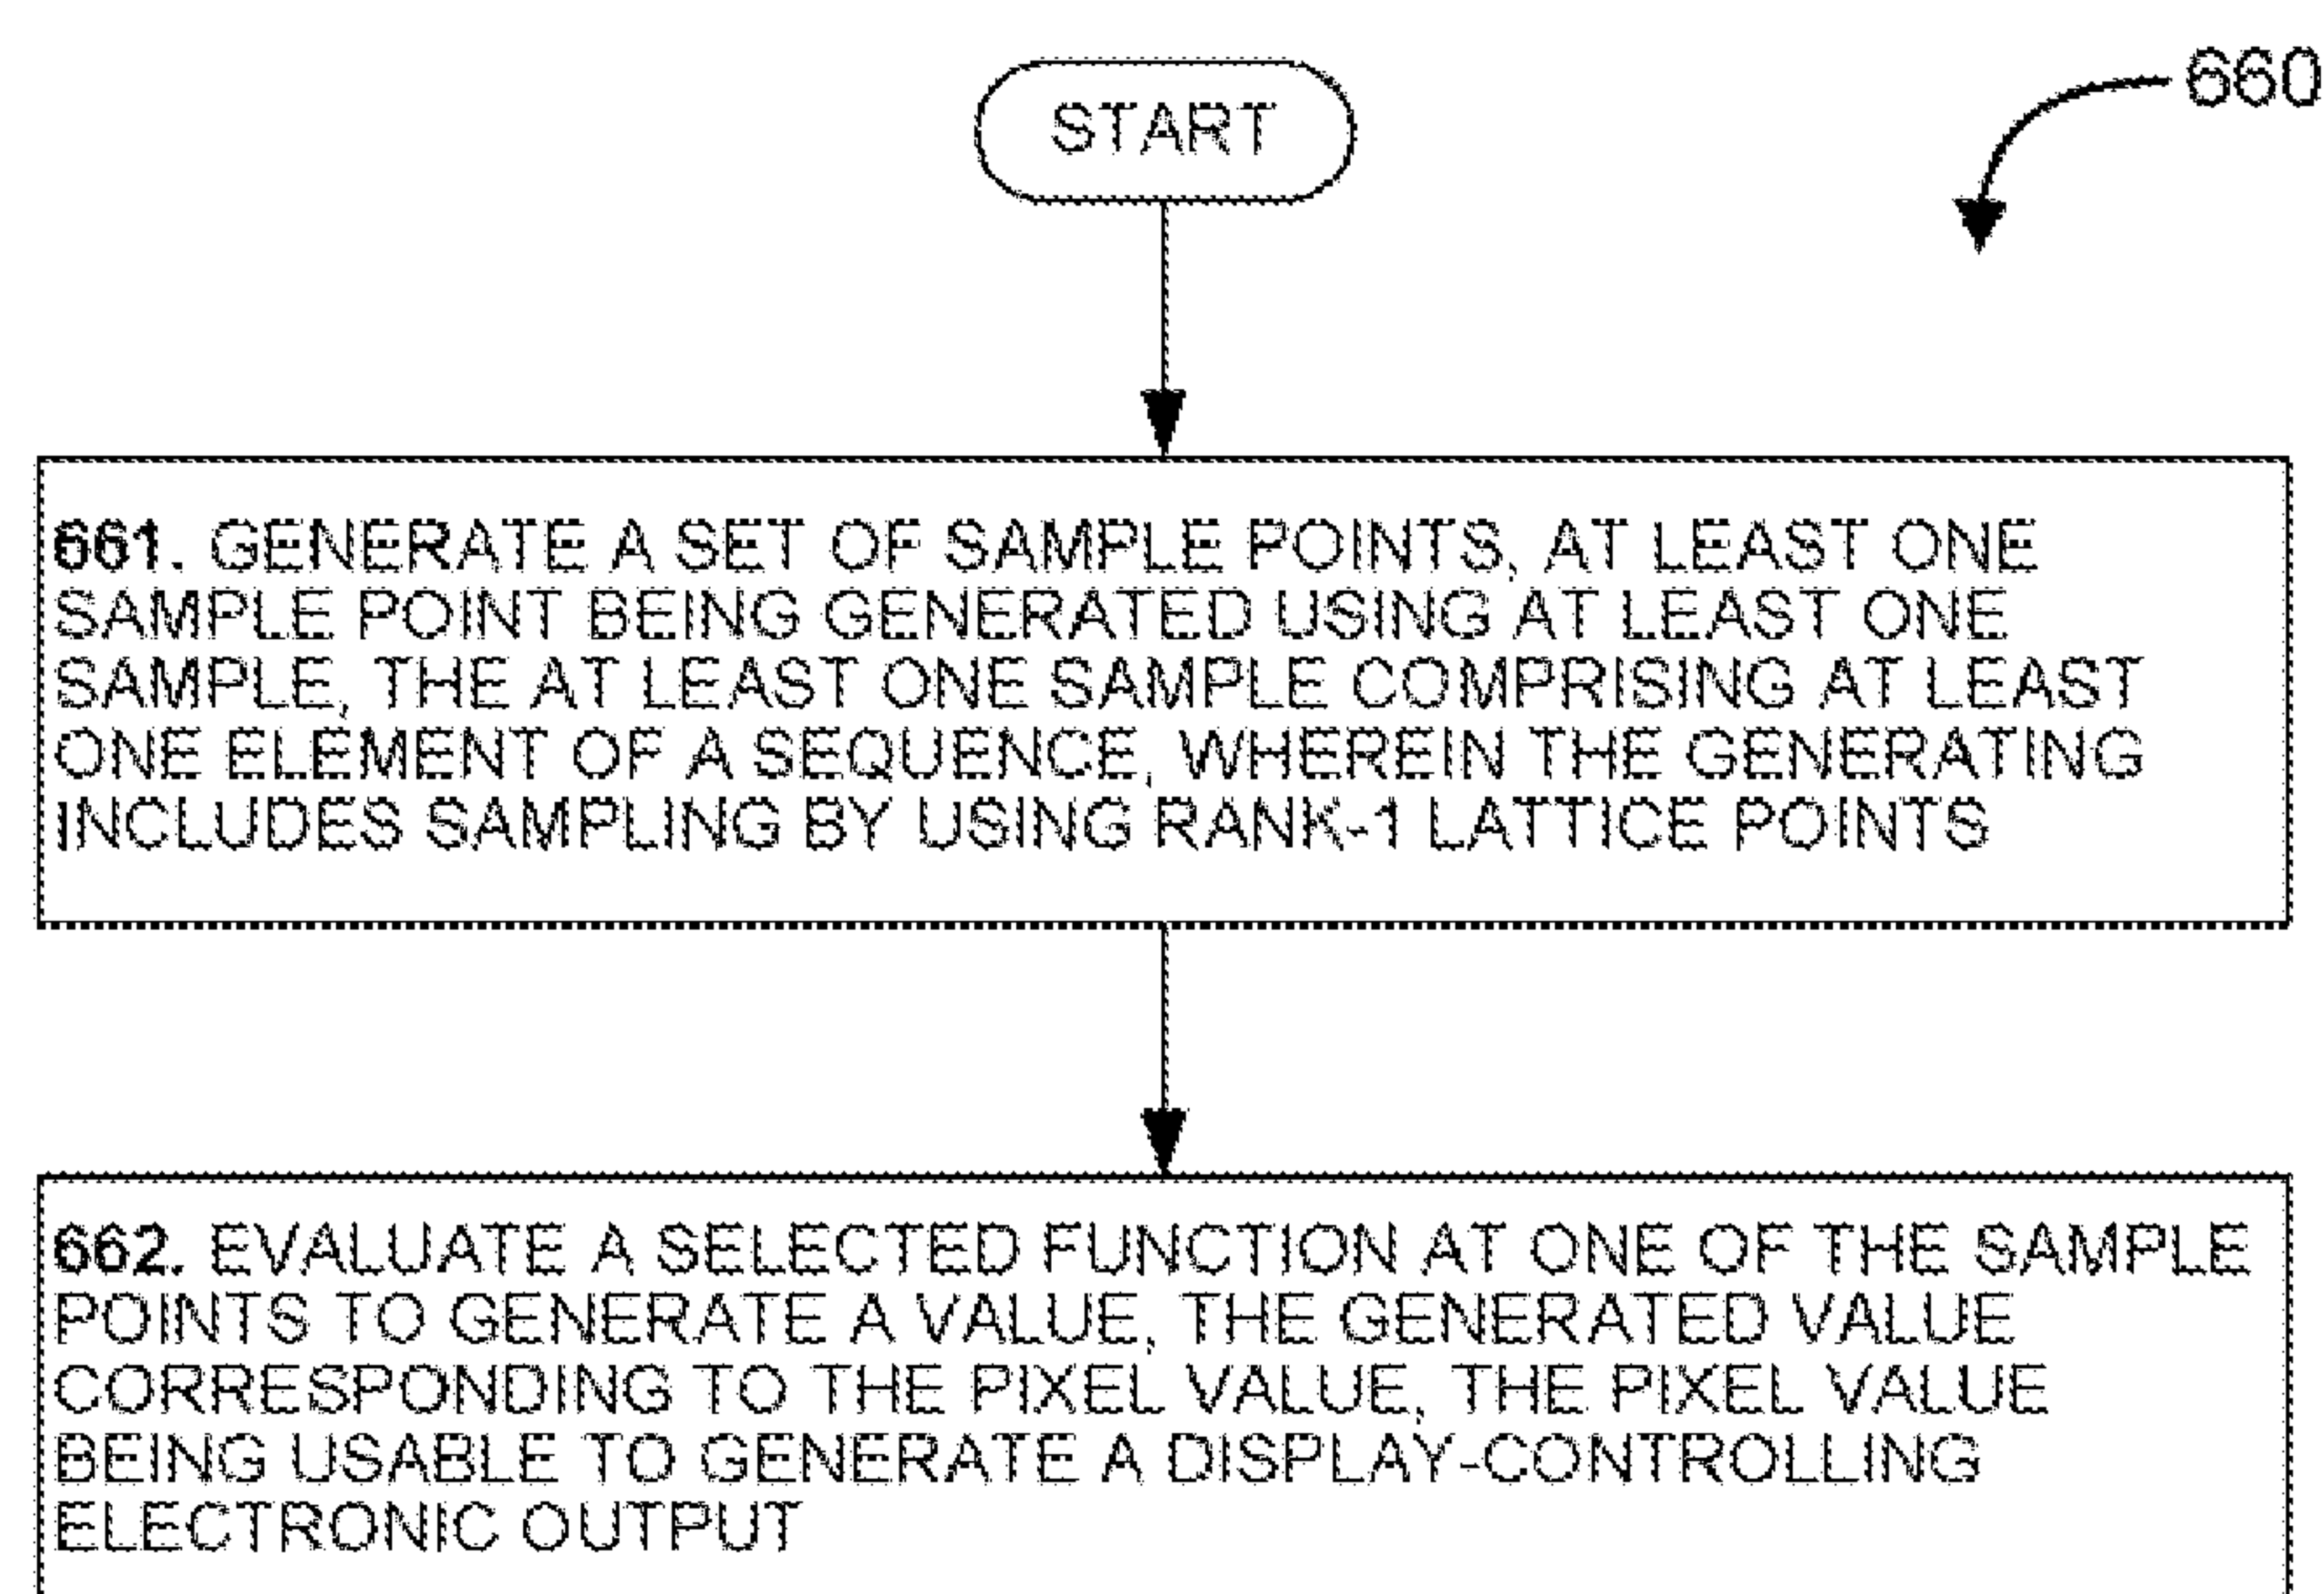 START
660
661. GENERATE A SET OF SAMPLE POINTS, AT LEAST ONE
SAMPLE POINT BEING GENERATED USING AT LEAST ONE
SAMPLE, THE AT LEAST ONE SAMPLE COMPRISING AT LEAST
ONE ELEMENT OF A SEQUENCE, WHEREIN THE GENERATING
INCLUDES SAMPLING BY USING RANK-1 LATTICE POINTS
662. EVALUATE A SELECTED FUNCTION AT ONE OF THE SAMPLE
POINTS TO GENERATE A VALUE, THE GENERATED VALUE
CORRESPONDING TO THE PIXEL VALUE, THE PIXEL VALUE
BEING USABLE TO GENERATE A DISPLAY-CONTROLLING
ELECTRONIC OUTPUT